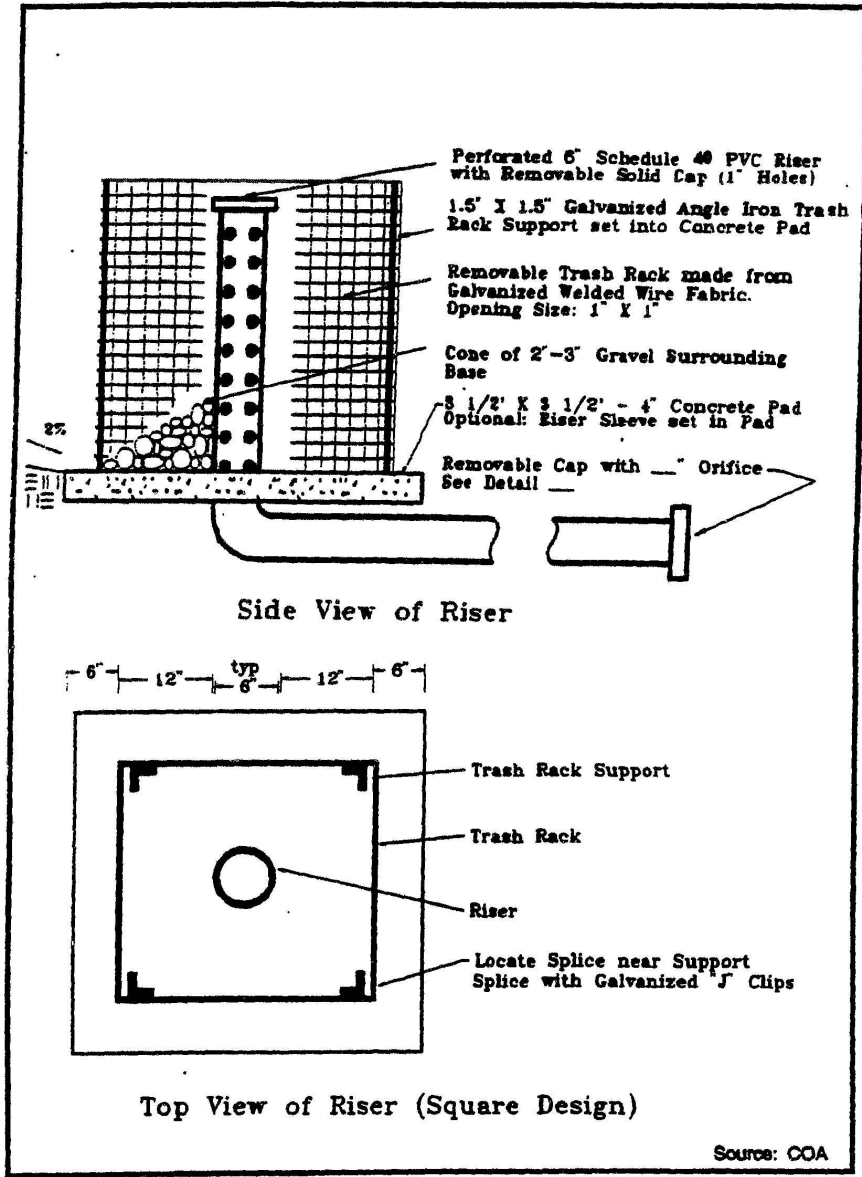 Perforated 6" Schedule 40 PVC Riser
with Removable Solid Cap (1" Holes)
1.5" X 1.5" Galvanized Angle Iron Trash
Rack Support set into Concrete Pad
Removable Trash Rack made from
Galvanized Welded Wire Fabric.
Opening Size: 1" X 1"
Cone of 2"-3" Gravel Surrounding
Base
3 1/2' X 3 1/2' - 4" Concrete Pad
Optional: Riser Sleeve set in Pad
2%
Removable Cap with __" Orifice
See Detail __
Side View of Riser
6" 12" typ 6" 12" 6"
Trash Rack Support
Trash Rack
Riser
Locate Splice near Support
Splice with Galvanized "J" Clips
Top View of Riser (Square Design)
Source: COA